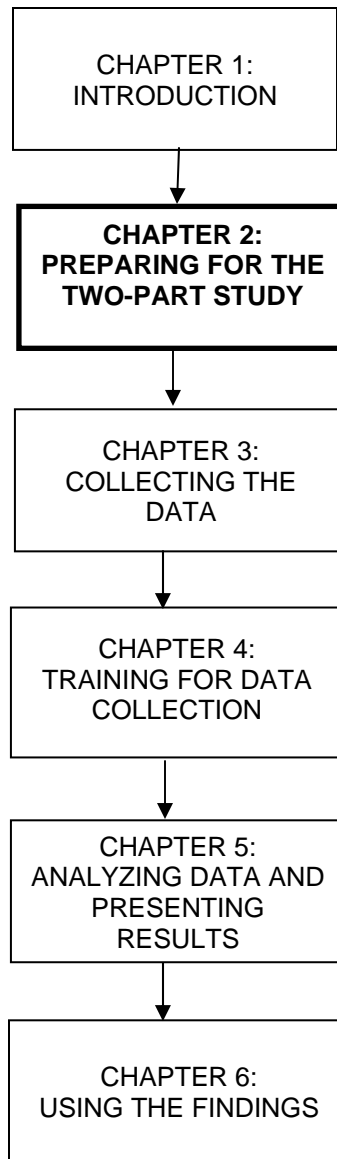 CHAPTER 1:
INTRODUCTION
CHAPTER 2:
PREPARING FOR THE
TWO-PART STUDY
CHAPTER 3:
COLLECTING THE
DATA
CHAPTER 4:
TRAINING FOR DATA
COLLECTION
CHAPTER 5:
ANALYZING DATA AND
PRESENTING
RESULTS
CHAPTER 6:
USING THE FINDINGS